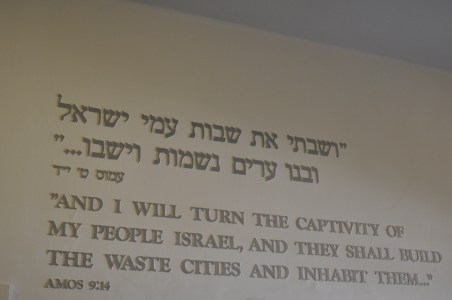 "ושבתי את שבות עמי ישראל
ובנו ערים נשמות וישבו..."
עמוס ט' י"ד
"AND I WILL TURN THE CAPTIVITY OF
MY PEOPLE ISRAEL, AND THEY SHALL BUILD
THE WASTE CITIES AND INHABIT THEM..."
AMOS 9:14